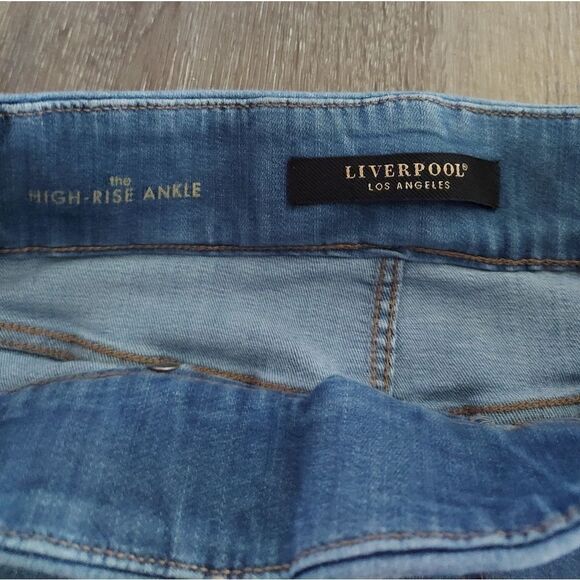 the
HIGH-RISE ANKLE
LIVERPOOL®
LOS ANGELES